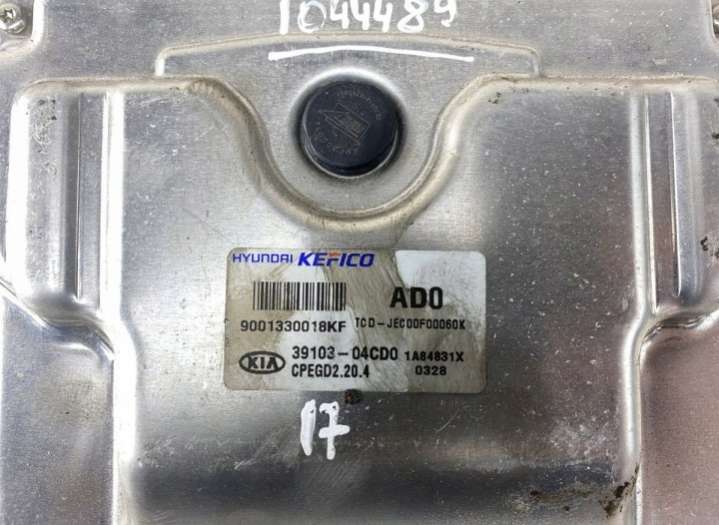 1044489
HYUNDAI KEFICO
AD0
9001330018KF TCD-JEC00F00060K
39103-04CD0 1A84831X
KIA CPEGD2.20.4 0328
17